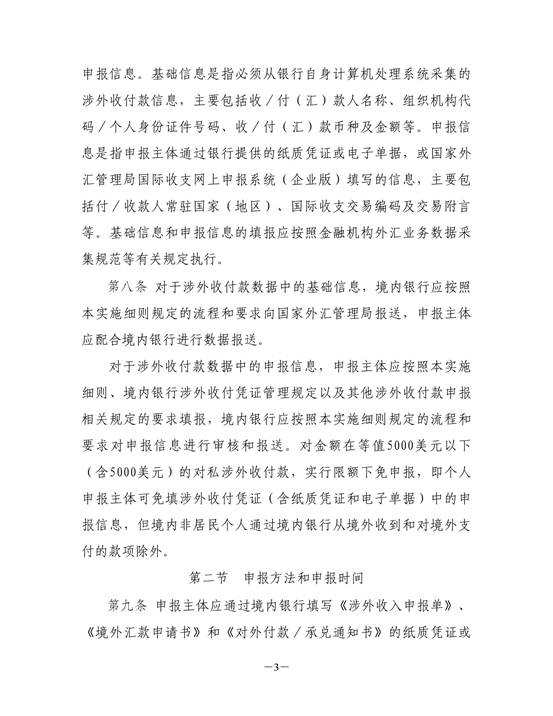 申报信息。基础信息是指必须从银行自身计算机处理系统采集的
涉外收付款信息，主要包括收／付（汇）款人名称、组织机构代
码／个人身份证件号码、收／付（汇）款币种及金额等。申报信
息是指申报主体通过银行提供的纸质凭证或电子单据，或国家外
汇管理局国际收支网上申报系统（企业版）填写的信息，主要包
括付／收款人常驻国家（地区）、国际收支交易编码及交易附言
等。基础信息和申报信息的填报应按照金融机构外汇业务数据采
集规范等有关规定执行。
第八条 对于涉外收付款数据中的基础信息，境内银行应按照
本实施细则规定的流程和要求向国家外汇管理局报送，申报主体
应配合境内银行进行数据报送。
对于涉外收付款数据中的申报信息，申报主体应按照本实施
细则、境内银行涉外收付凭证管理规定以及其他涉外收付款申报
相关规定的要求填报，境内银行应按照本实施细则规定的流程和
要求对申报信息进行审核和报送。对金额在等值5000美元以下
（含5000美元）的对私涉外收付款，实行限额下免申报，即个人
申报主体可免填涉外收付凭证（含纸质凭证和电子单据）中的申
报信息，但境内非居民个人通过境内银行从境外收到和对境外支
付的款项除外。
第二节　申报方法和申报时间
第九条 申报主体应通过境内银行填写《涉外收入申报单》、
《境外汇款申请书》和《对外付款／承兑通知书》的纸质凭证或
—3—